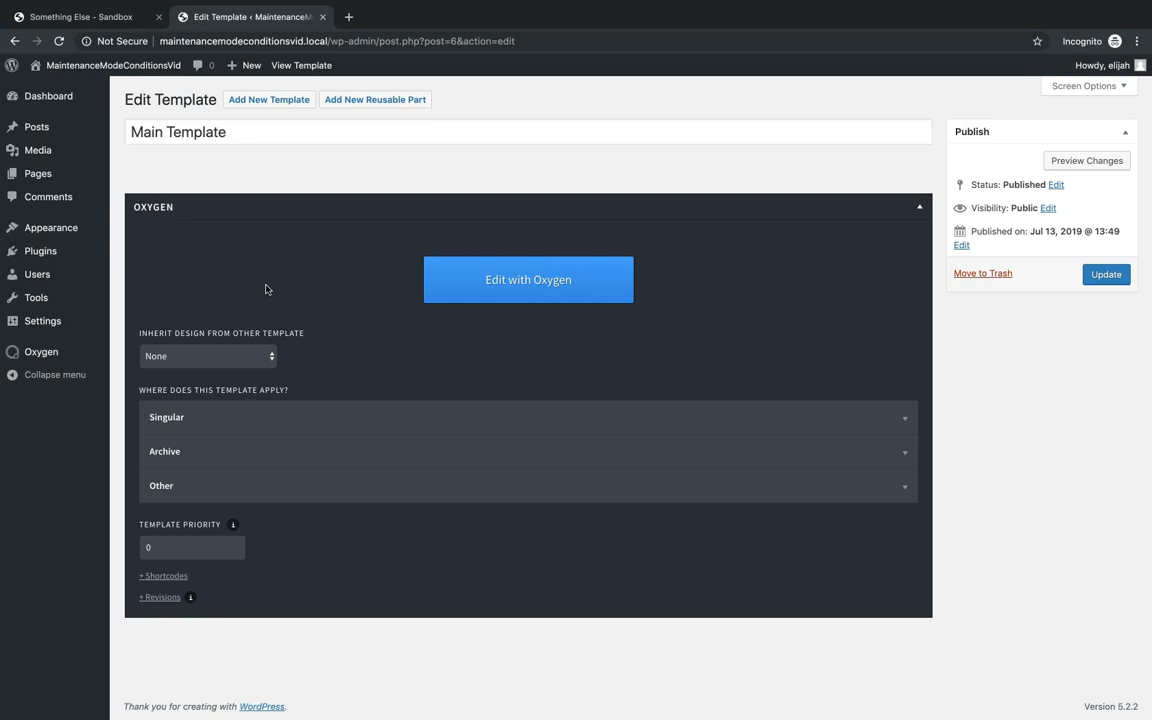 Something Else - Sandbox
Edit Template ‹ MaintenanceM
Not Secure maintenancemodeconditionsvid.local/wp-admin/post.php?post=6&action=edit
Incognito
MaintenanceModeConditionsVid 0 New View Template
Howdy, elijah
Screen Options
Dashboard
Posts
Media
Pages
Comments
Appearance
Plugins
Users
Tools
Settings
Oxygen
Collapse menu
Edit Template Add New Template Add New Reusable Part
Main Template
OXYGEN
Edit with Oxygen
INHERIT DESIGN FROM OTHER TEMPLATE
None
WHERE DOES THIS TEMPLATE APPLY?
Singular
Archive
Other
TEMPLATE PRIORITY i
0
+ Shortcodes
+ Revisions i
Publish
Preview Changes
Status: Published Edit
Visibility: Public Edit
Published on: Jul 13, 2019 @ 13:49
Edit
Move to Trash Update
Thank you for creating with WordPress.
Version 5.2.2